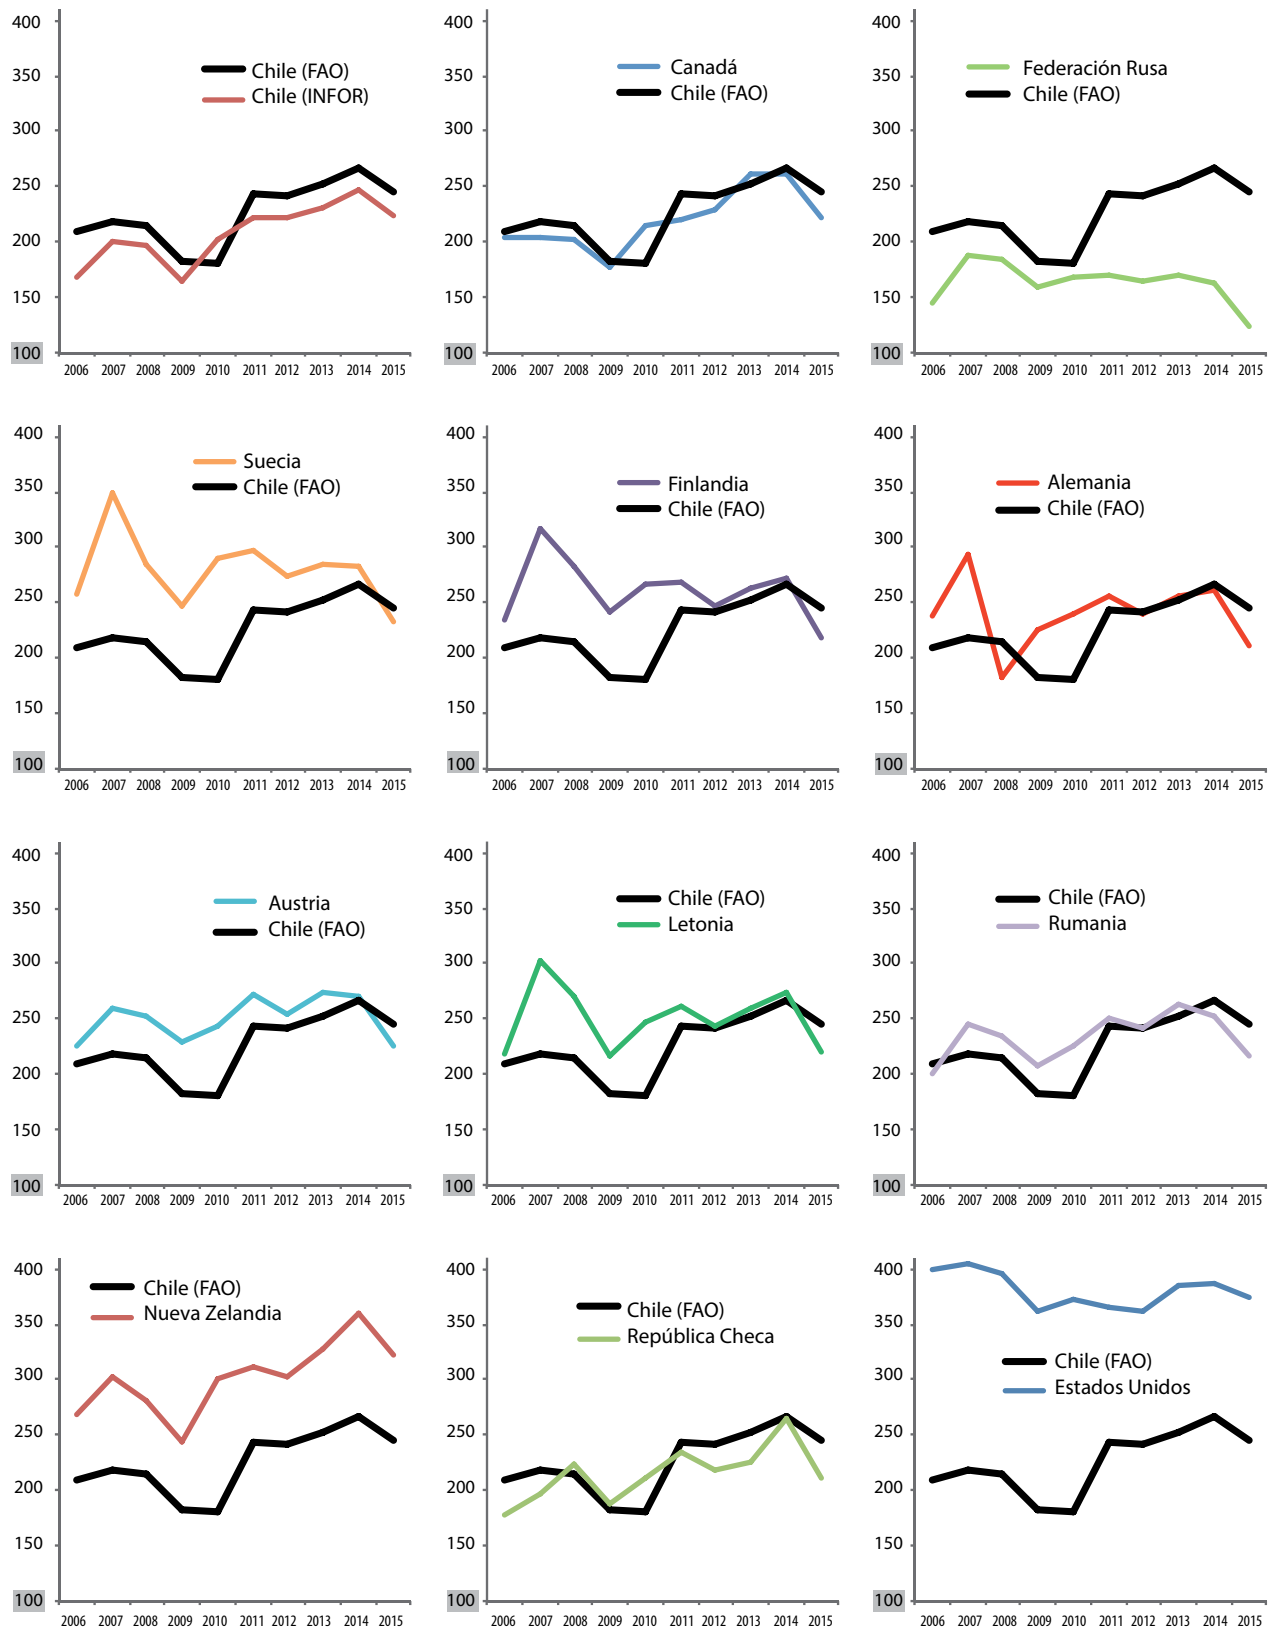 400
350
300
250
200
150
100
Chile (FAO)
Chile (INFOR)
2006 2007 2008 2009 2010 2011 2012 2013 2014 2015
400
350
300
250
200
150
100
Canadá
Chile (FAO)
2006 2007 2008 2009 2010 2011 2012 2013 2014 2015
400
350
300
250
200
150
100
Federación Rusa
Chile (FAO)
2006 2007 2008 2009 2010 2011 2012 2013 2014 2015
400
350
300
250
200
150
100
Suecia
Chile (FAO)
2006 2007 2008 2009 2010 2011 2012 2013 2014 2015
400
350
300
250
200
150
100
Finlandia
Chile (FAO)
2006 2007 2008 2009 2010 2011 2012 2013 2014 2015
400
350
300
250
200
150
100
Alemania
Chile (FAO)
2006 2007 2008 2009 2010 2011 2012 2013 2014 2015
400
350
300
250
200
150
100
Austria
Chile (FAO)
2006 2007 2008 2009 2010 2011 2012 2013 2014 2015
400
350
300
250
200
150
100
Chile (FAO)
Letonia
2006 2007 2008 2009 2010 2011 2012 2013 2014 2015
400
350
300
250
200
150
100
Chile (FAO)
Rumania
2006 2007 2008 2009 2010 2011 2012 2013 2014 2015
400
350
300
250
200
150
100
Chile (FAO)
Nueva Zelandia
2006 2007 2008 2009 2010 2011 2012 2013 2014 2015
400
350
300
250
200
150
100
Chile (FAO)
República Checa
2006 2007 2008 2009 2010 2011 2012 2013 2014 2015
400
350
300
250
200
150
100
Chile (FAO)
Estados Unidos
2006 2007 2008 2009 2010 2011 2012 2013 2014 2015